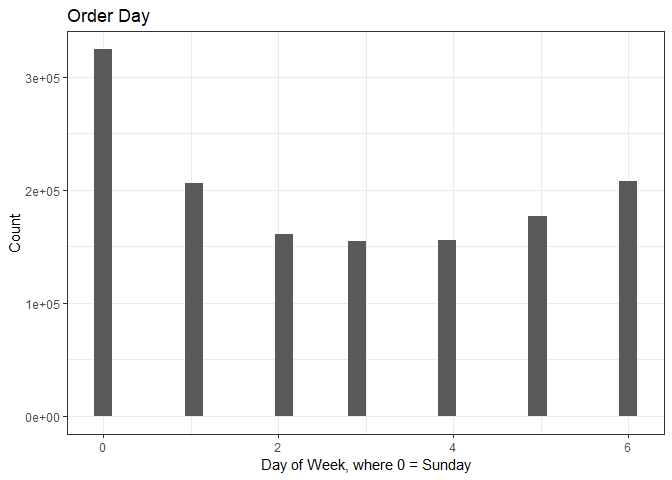 Order Day
3e+05
2e+05
1e+05
0e+00
Count
0 2 4 6
Day of Week, where 0 = Sunday